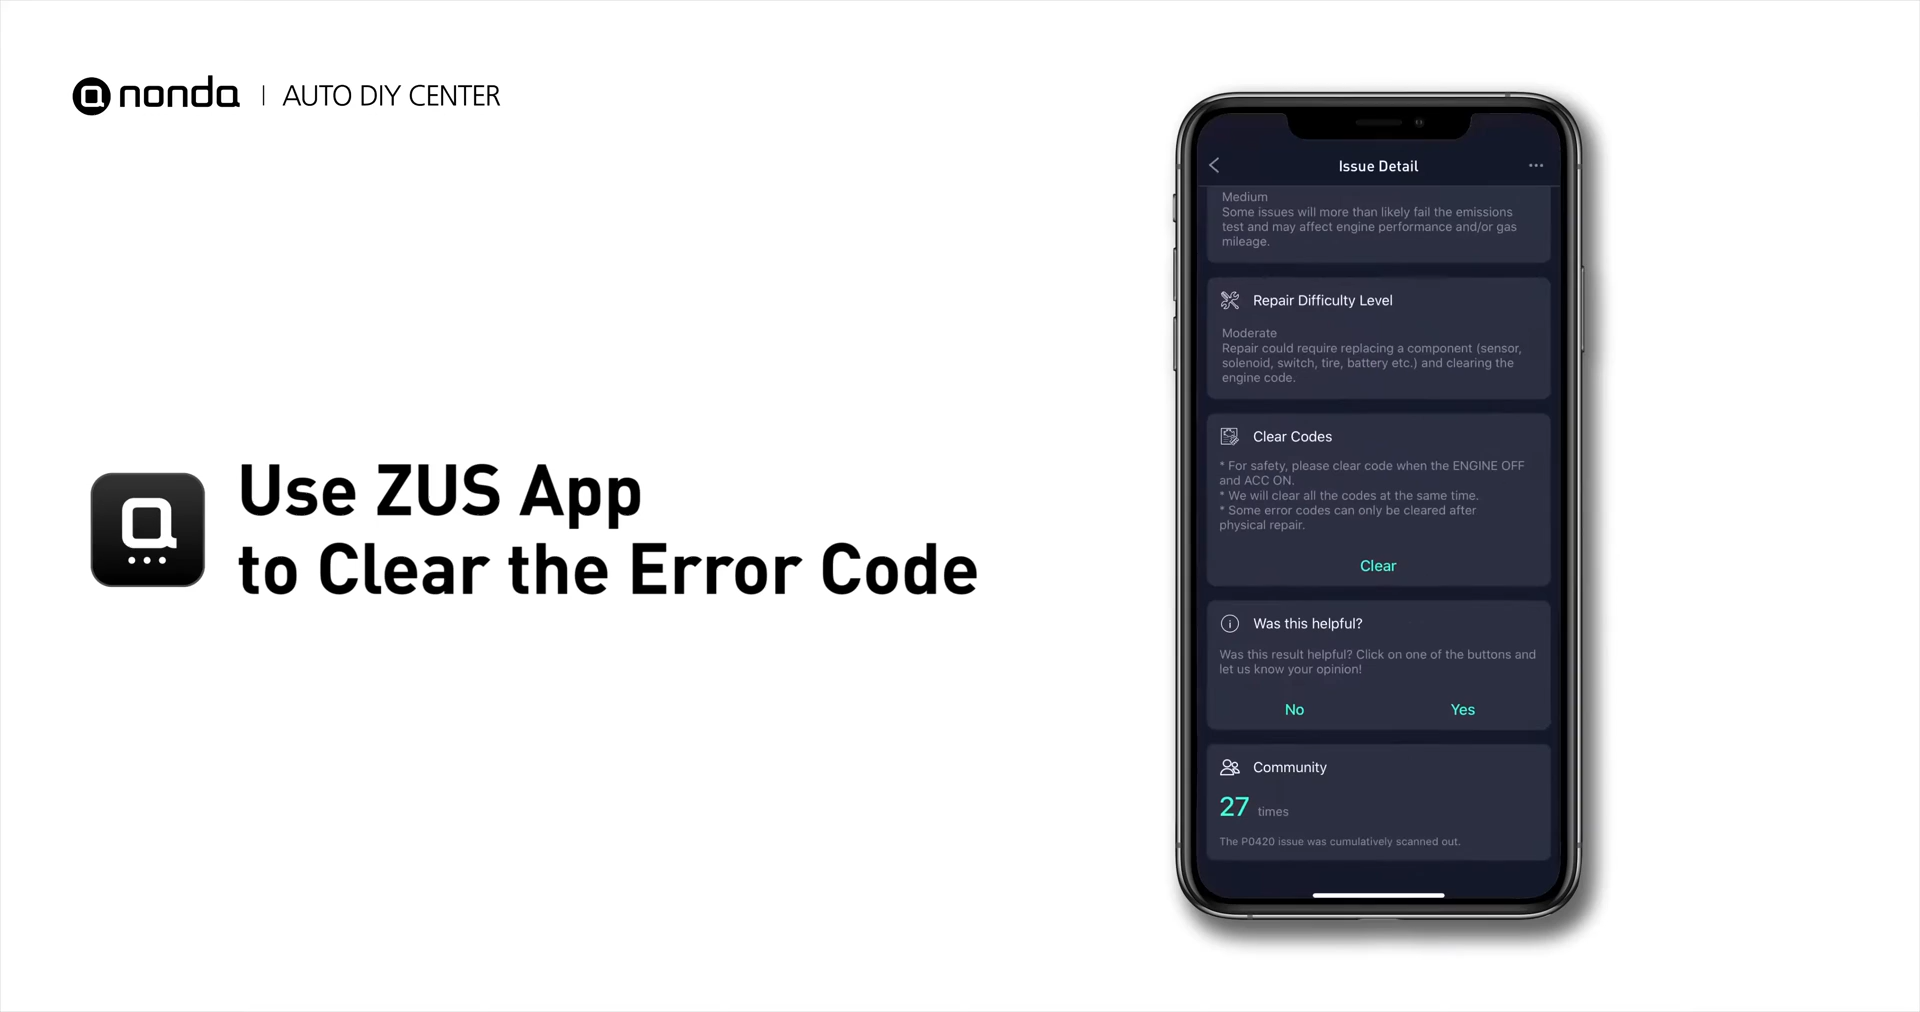 nonda | AUTO DIY CENTER
Use ZUS App
to Clear the Error Code
Issue Detail
Medium
Some issues will more than likely fail the emissions
test and may affect engine performance and/or gas
mileage.
Repair Difficulty Level
Moderate
Repair could require replacing a component (sensor,
solenoid, switch, tire, battery etc.) and clearing the
engine code.
Clear Codes
* For safety, please clear code when the ENGINE OFF
and ACC ON.
* We will clear all the codes at the same time.
* Some error codes can only be cleared after
physical repair.
Clear
Was this helpful?
Was this result helpful? Click on one of the buttons and
let us know your opinion!
No Yes
Community
27 times
The P0420 issue was cumulatively scanned out.